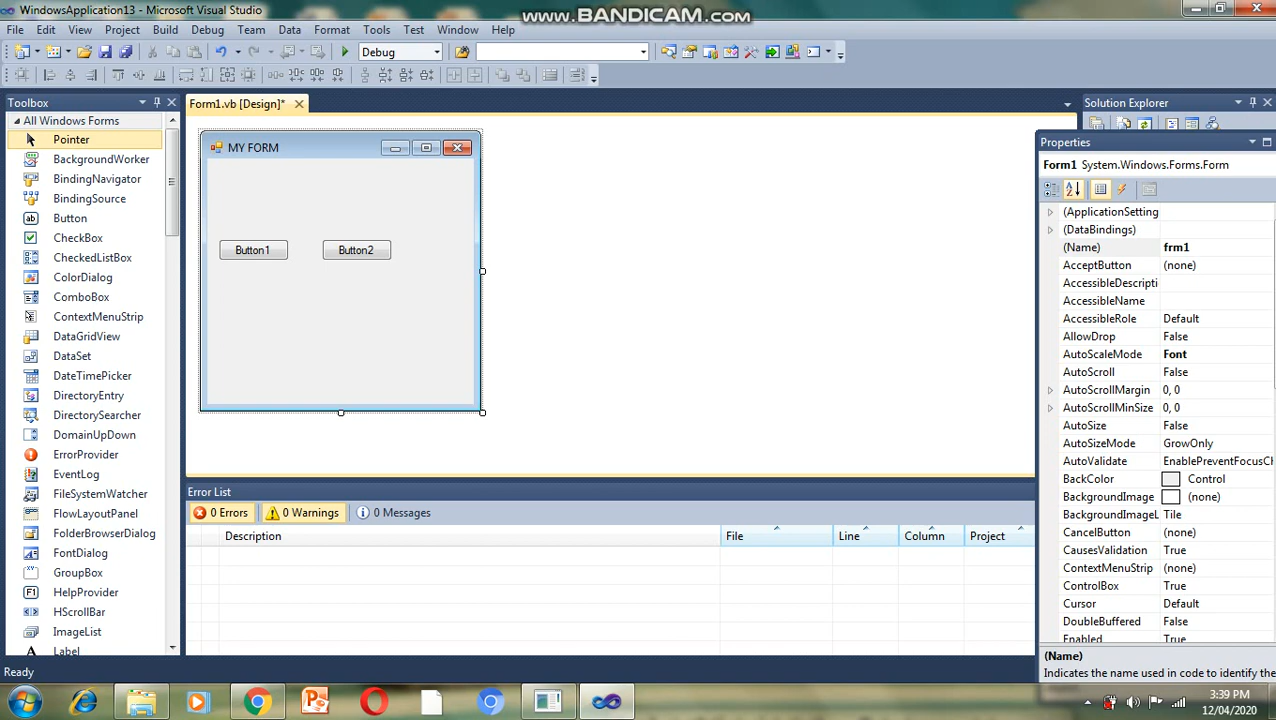 WindowsApplication13 - Microsoft Visual Studio
www.BANDICAM.com
File Edit View Project Build Debug Team Data Format Tools Test Window Help
Debug
Toolbox
All Windows Forms
Pointer
BackgroundWorker
BindingNavigator
BindingSource
Button
CheckBox
CheckedListBox
ColorDialog
ComboBox
ContextMenuStrip
DataGridView
DataSet
DateTimePicker
DirectoryEntry
DirectorySearcher
DomainUpDown
ErrorProvider
EventLog
FileSystemWatcher
FlowLayoutPanel
FolderBrowserDialog
FontDialog
GroupBox
HelpProvider
HScrollBar
ImageList
Label
Form1.vb [Design]*
MY FORM
Button1 Button2
Error List
0 Errors 0 Warnings 0 Messages
Description File Line Column Project
Solution Explorer
Properties
Form1 System.Windows.Forms.Form
(ApplicationSetting
(DataBindings)
(Name) frm1
AcceptButton (none)
AccessibleDescripti
AccessibleName
AccessibleRole Default
AllowDrop False
AutoScaleMode Font
AutoScroll False
AutoScrollMargin 0, 0
AutoScrollMinSize 0, 0
AutoSize False
AutoSizeMode GrowOnly
AutoValidate EnablePreventFocusCh
BackColor Control
BackgroundImage (none)
BackgroundImageL Tile
CancelButton (none)
CausesValidation True
ContextMenuStrip (none)
ControlBox True
Cursor Default
DoubleBuffered False
Enabled True
(Name)
Indicates the name used in code to identify the
Ready
3:39 PM
12/04/2020